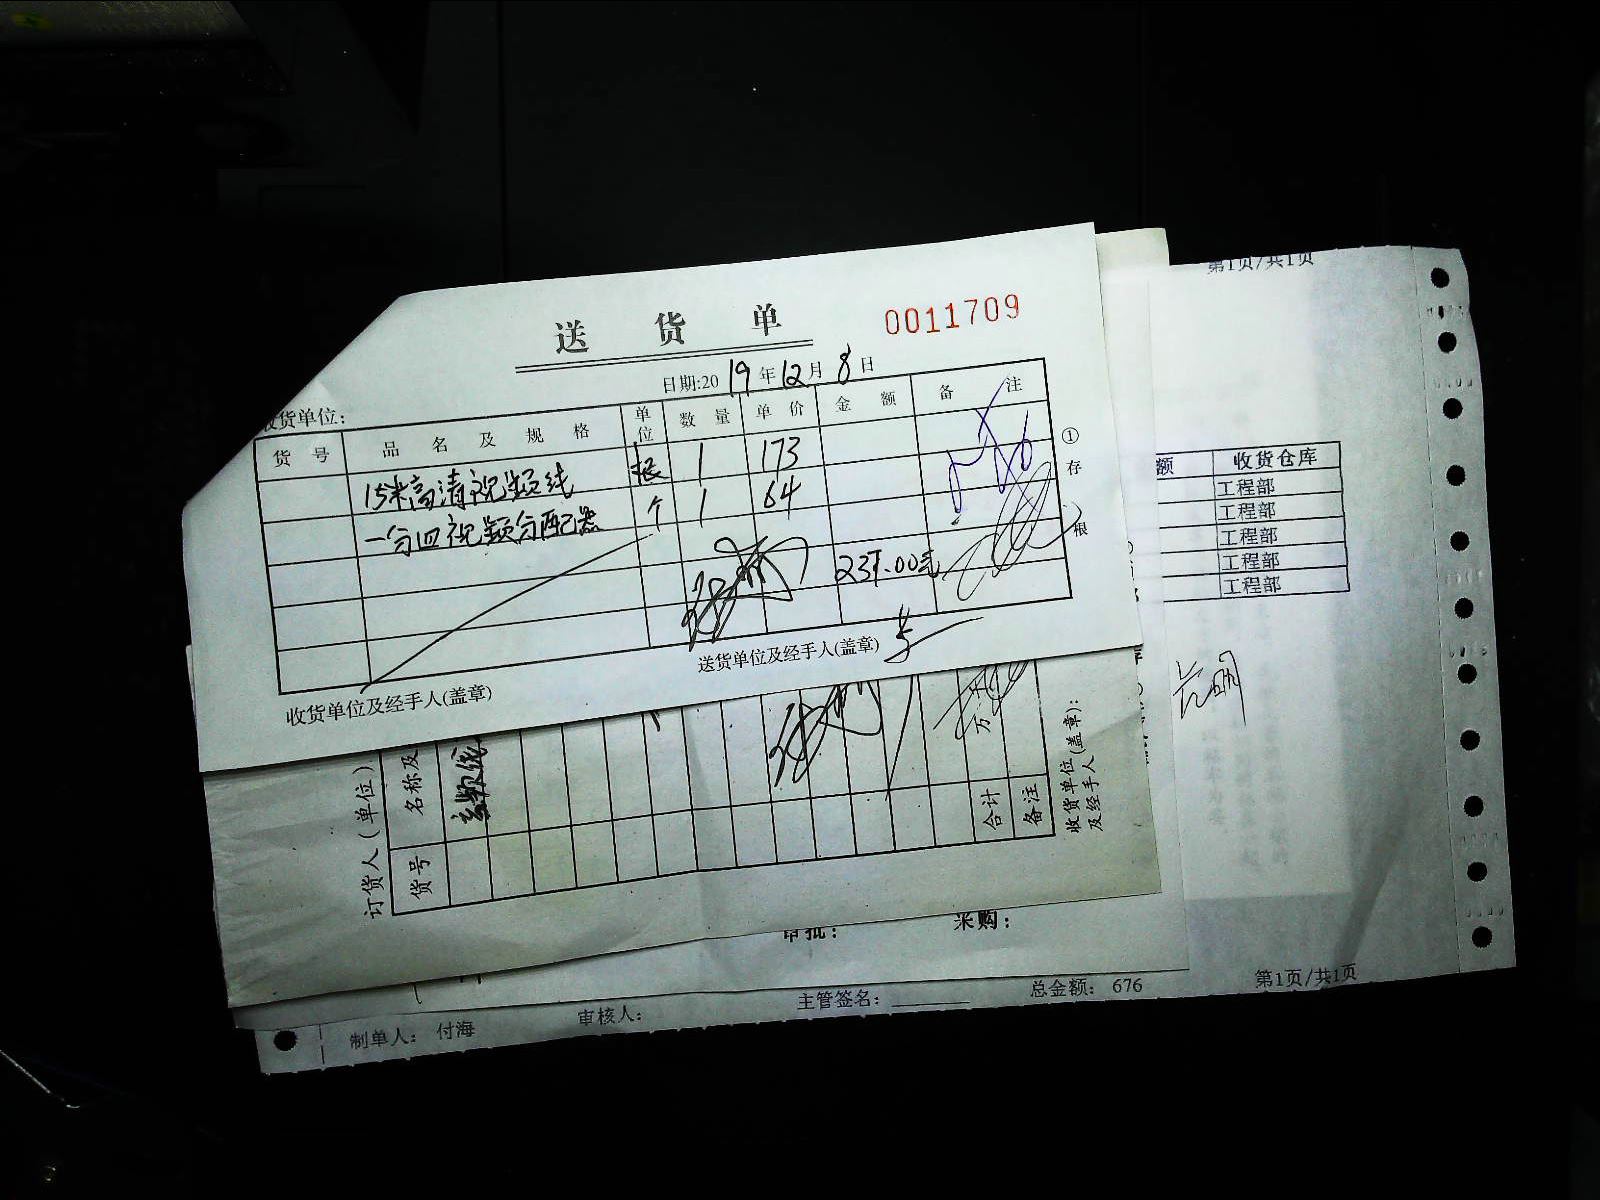 送 货 单
0011709
日期:2019年12月8日
收货单位：
货号 品名及规格 单位 数量 单价 金额 备注
15米高清视频线 根 1 173
一分四视频分配器 个 1 64
237.00元
①存根
收货单位及经手人(盖章)
送货单位及经手人(盖章)
第1页/共1页
额 收货仓库
工程部
工程部
工程部
工程部
工程部
订货人（单位）
货号
名称及
音频线
万
合计
备注
收货单位(盖章)：
及经手人
审批：
采购：
制单人： 付海
审核人：
主管签名：
总金额： 676
第1页/共1页